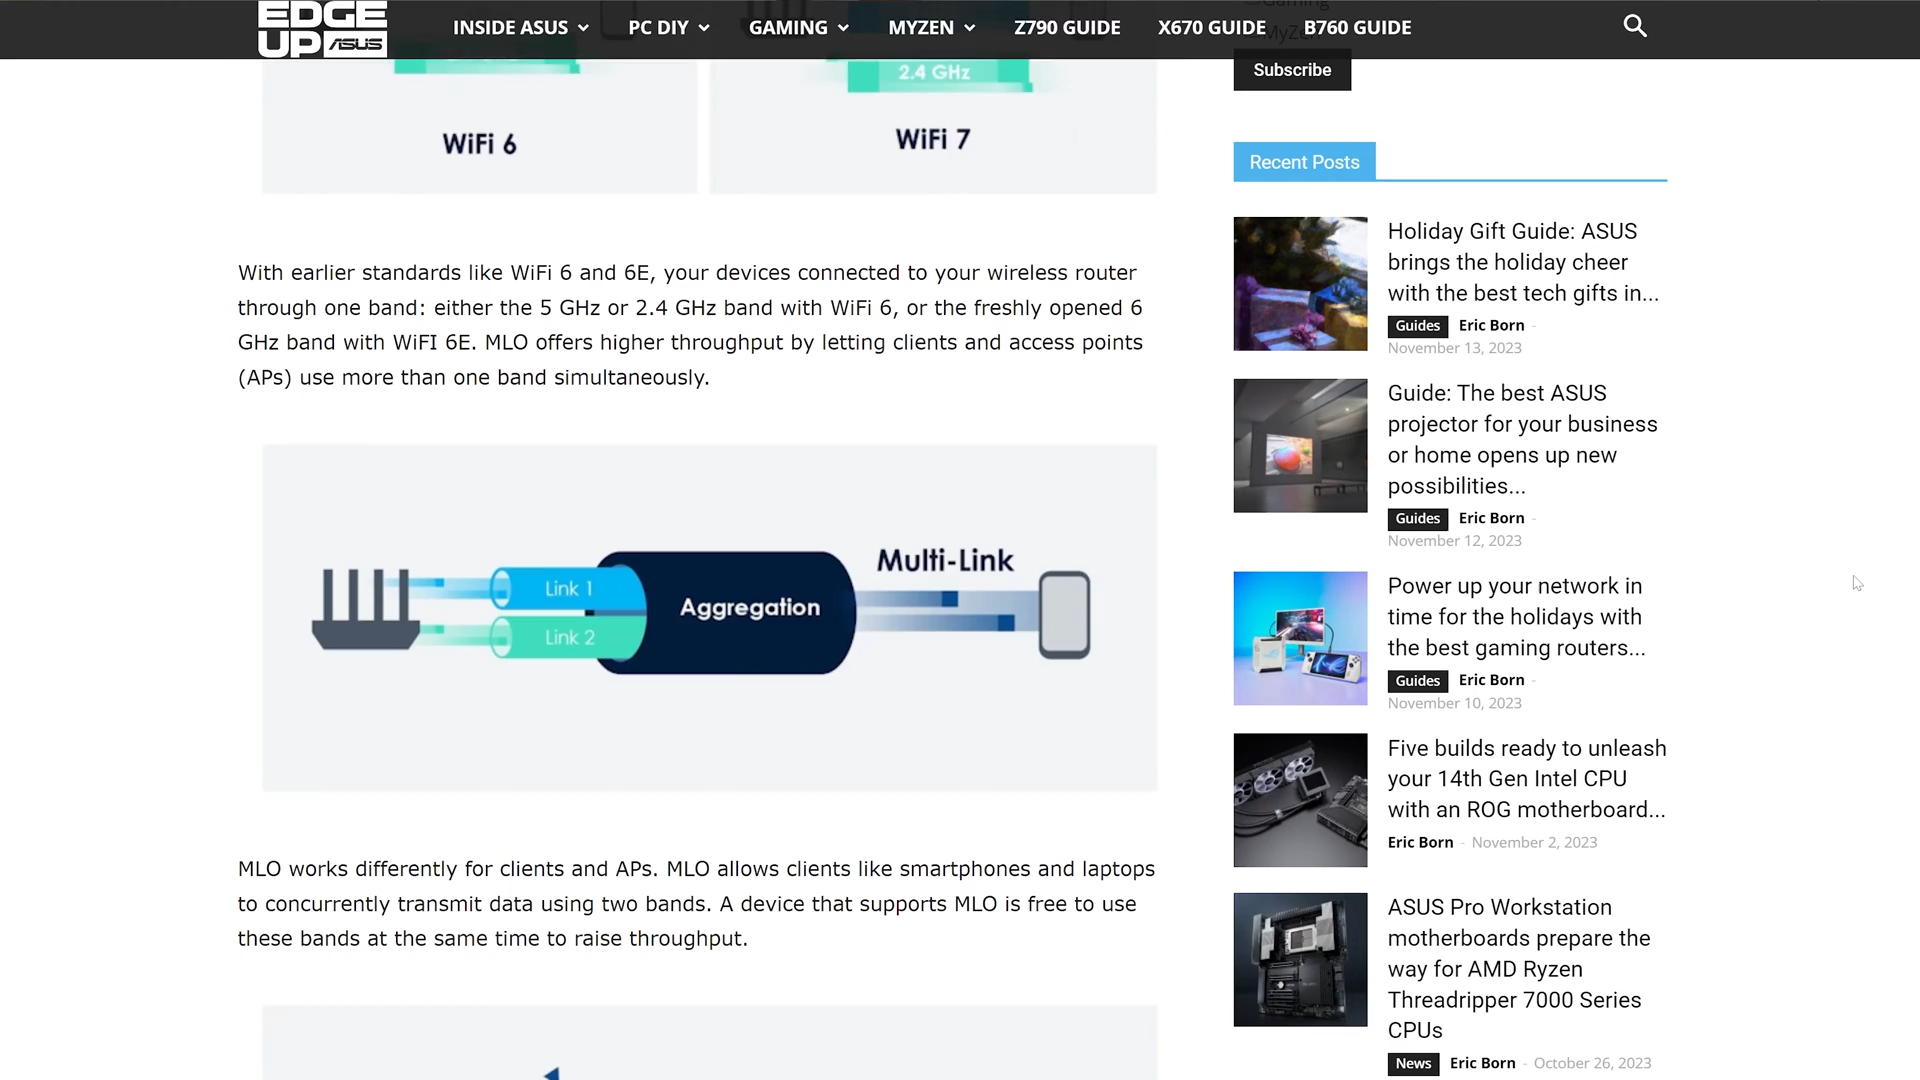 EDGE
UP ASUS
INSIDE ASUS
PC DIY
GAMING
MYZEN
Z790 GUIDE
X670 GUIDE
B760 GUIDE
2.4 GHz
WiFi 6
WiFi 7
With earlier standards like WiFi 6 and 6E, your devices connected to your wireless router
through one band: either the 5 GHz or 2.4 GHz band with WiFi 6, or the freshly opened 6
GHz band with WiFI 6E. MLO offers higher throughput by letting clients and access points
(APs) use more than one band simultaneously.
Link 1
Link 2
Aggregation
Multi-Link
MLO works differently for clients and APs. MLO allows clients like smartphones and laptops
to concurrently transmit data using two bands. A device that supports MLO is free to use
these bands at the same time to raise throughput.
Gaming
Subscribe
Recent Posts
Holiday Gift Guide: ASUS
brings the holiday cheer
with the best tech gifts in...
Guides Eric Born -
November 13, 2023
Guide: The best ASUS
projector for your business
or home opens up new
possibilities...
Guides Eric Born -
November 12, 2023
Power up your network in
time for the holidays with
the best gaming routers...
Guides Eric Born -
November 10, 2023
Five builds ready to unleash
your 14th Gen Intel CPU
with an ROG motherboard...
Eric Born - November 2, 2023
ASUS Pro Workstation
motherboards prepare the
way for AMD Ryzen
Threadripper 7000 Series
CPUs
News Eric Born - October 26, 2023